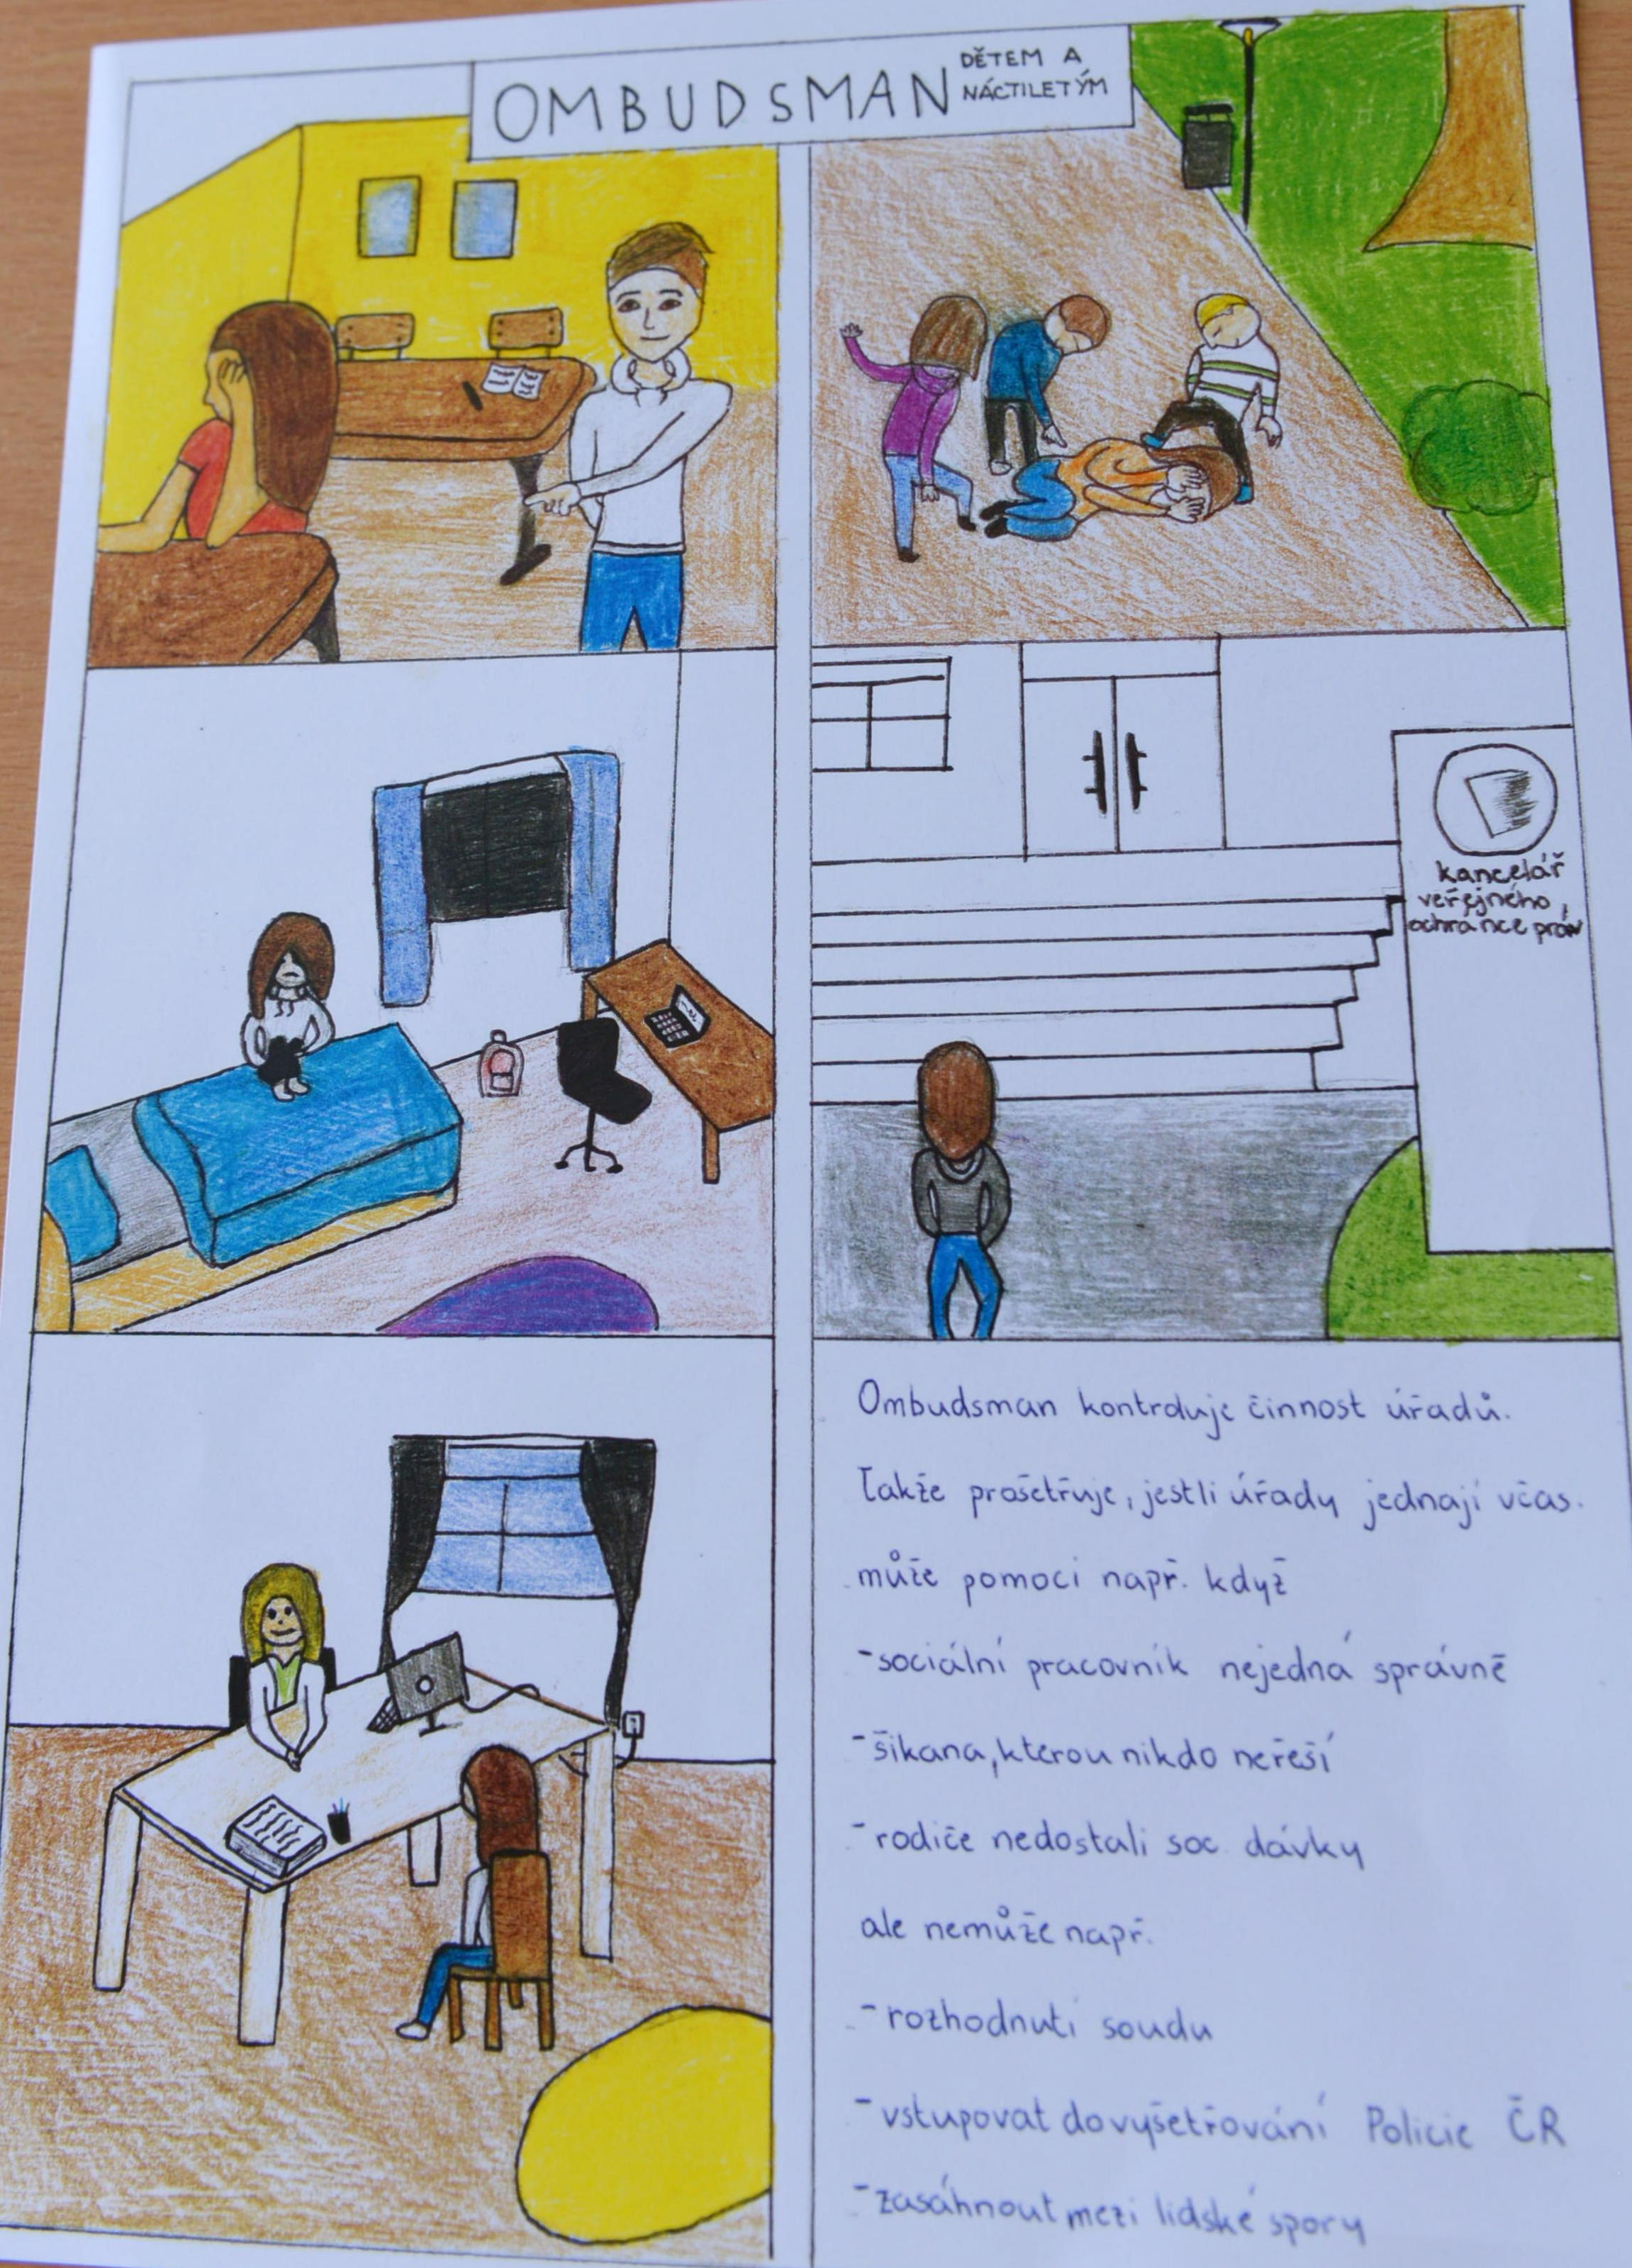 OMBUDSMAN
DĚTEM A
NÁCTILETÝM
kancelář
veřejného
ochránce práv
Ombudsman kontroluje činnost úřadů.
Takže prošetřuje, jestli úřady jednají včas.
může pomoci např. když
-sociální pracovník nejedná správně
-šikana, kterou nikdo neřeší
-rodiče nedostali soc. dávky
ale nemůže např.
-rozhodnutí soudu
-vstupovat do vyšetřování Policie ČR
-zasáhnout mezi lidské spory